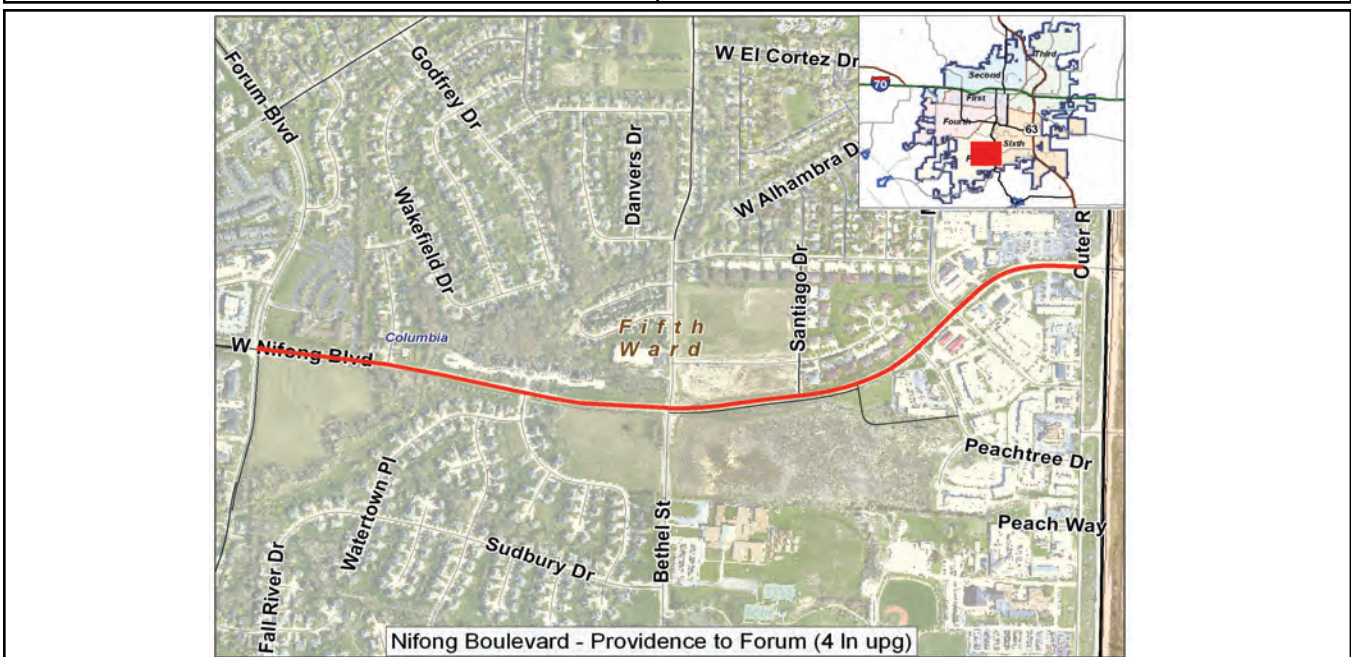 Forum Blvd
Godfrey Dr
W El Cortez Dr
Danvers Dr
W Alhambra D
Wakefield Dr
Santiago Dr
Outer R
Columbia
Fifth
Ward
W Nifong Blvd
Watertown Pl
Bethel St
Peachtree Dr
Peach Way
Sudbury Dr
Fall River Dr
Third
Second
70
First
Fourth
63
Sixth
Nifong Boulevard - Providence to Forum (4 ln upg)